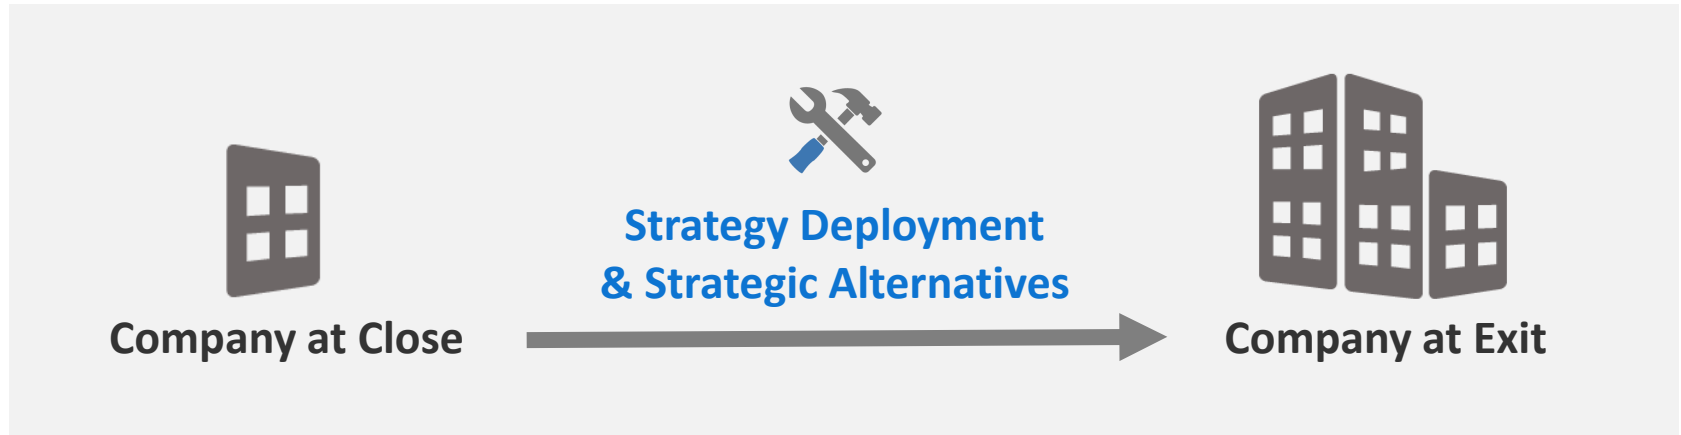 Strategy Deployment
& Strategic Alternatives
Company at Close
Company at Exit